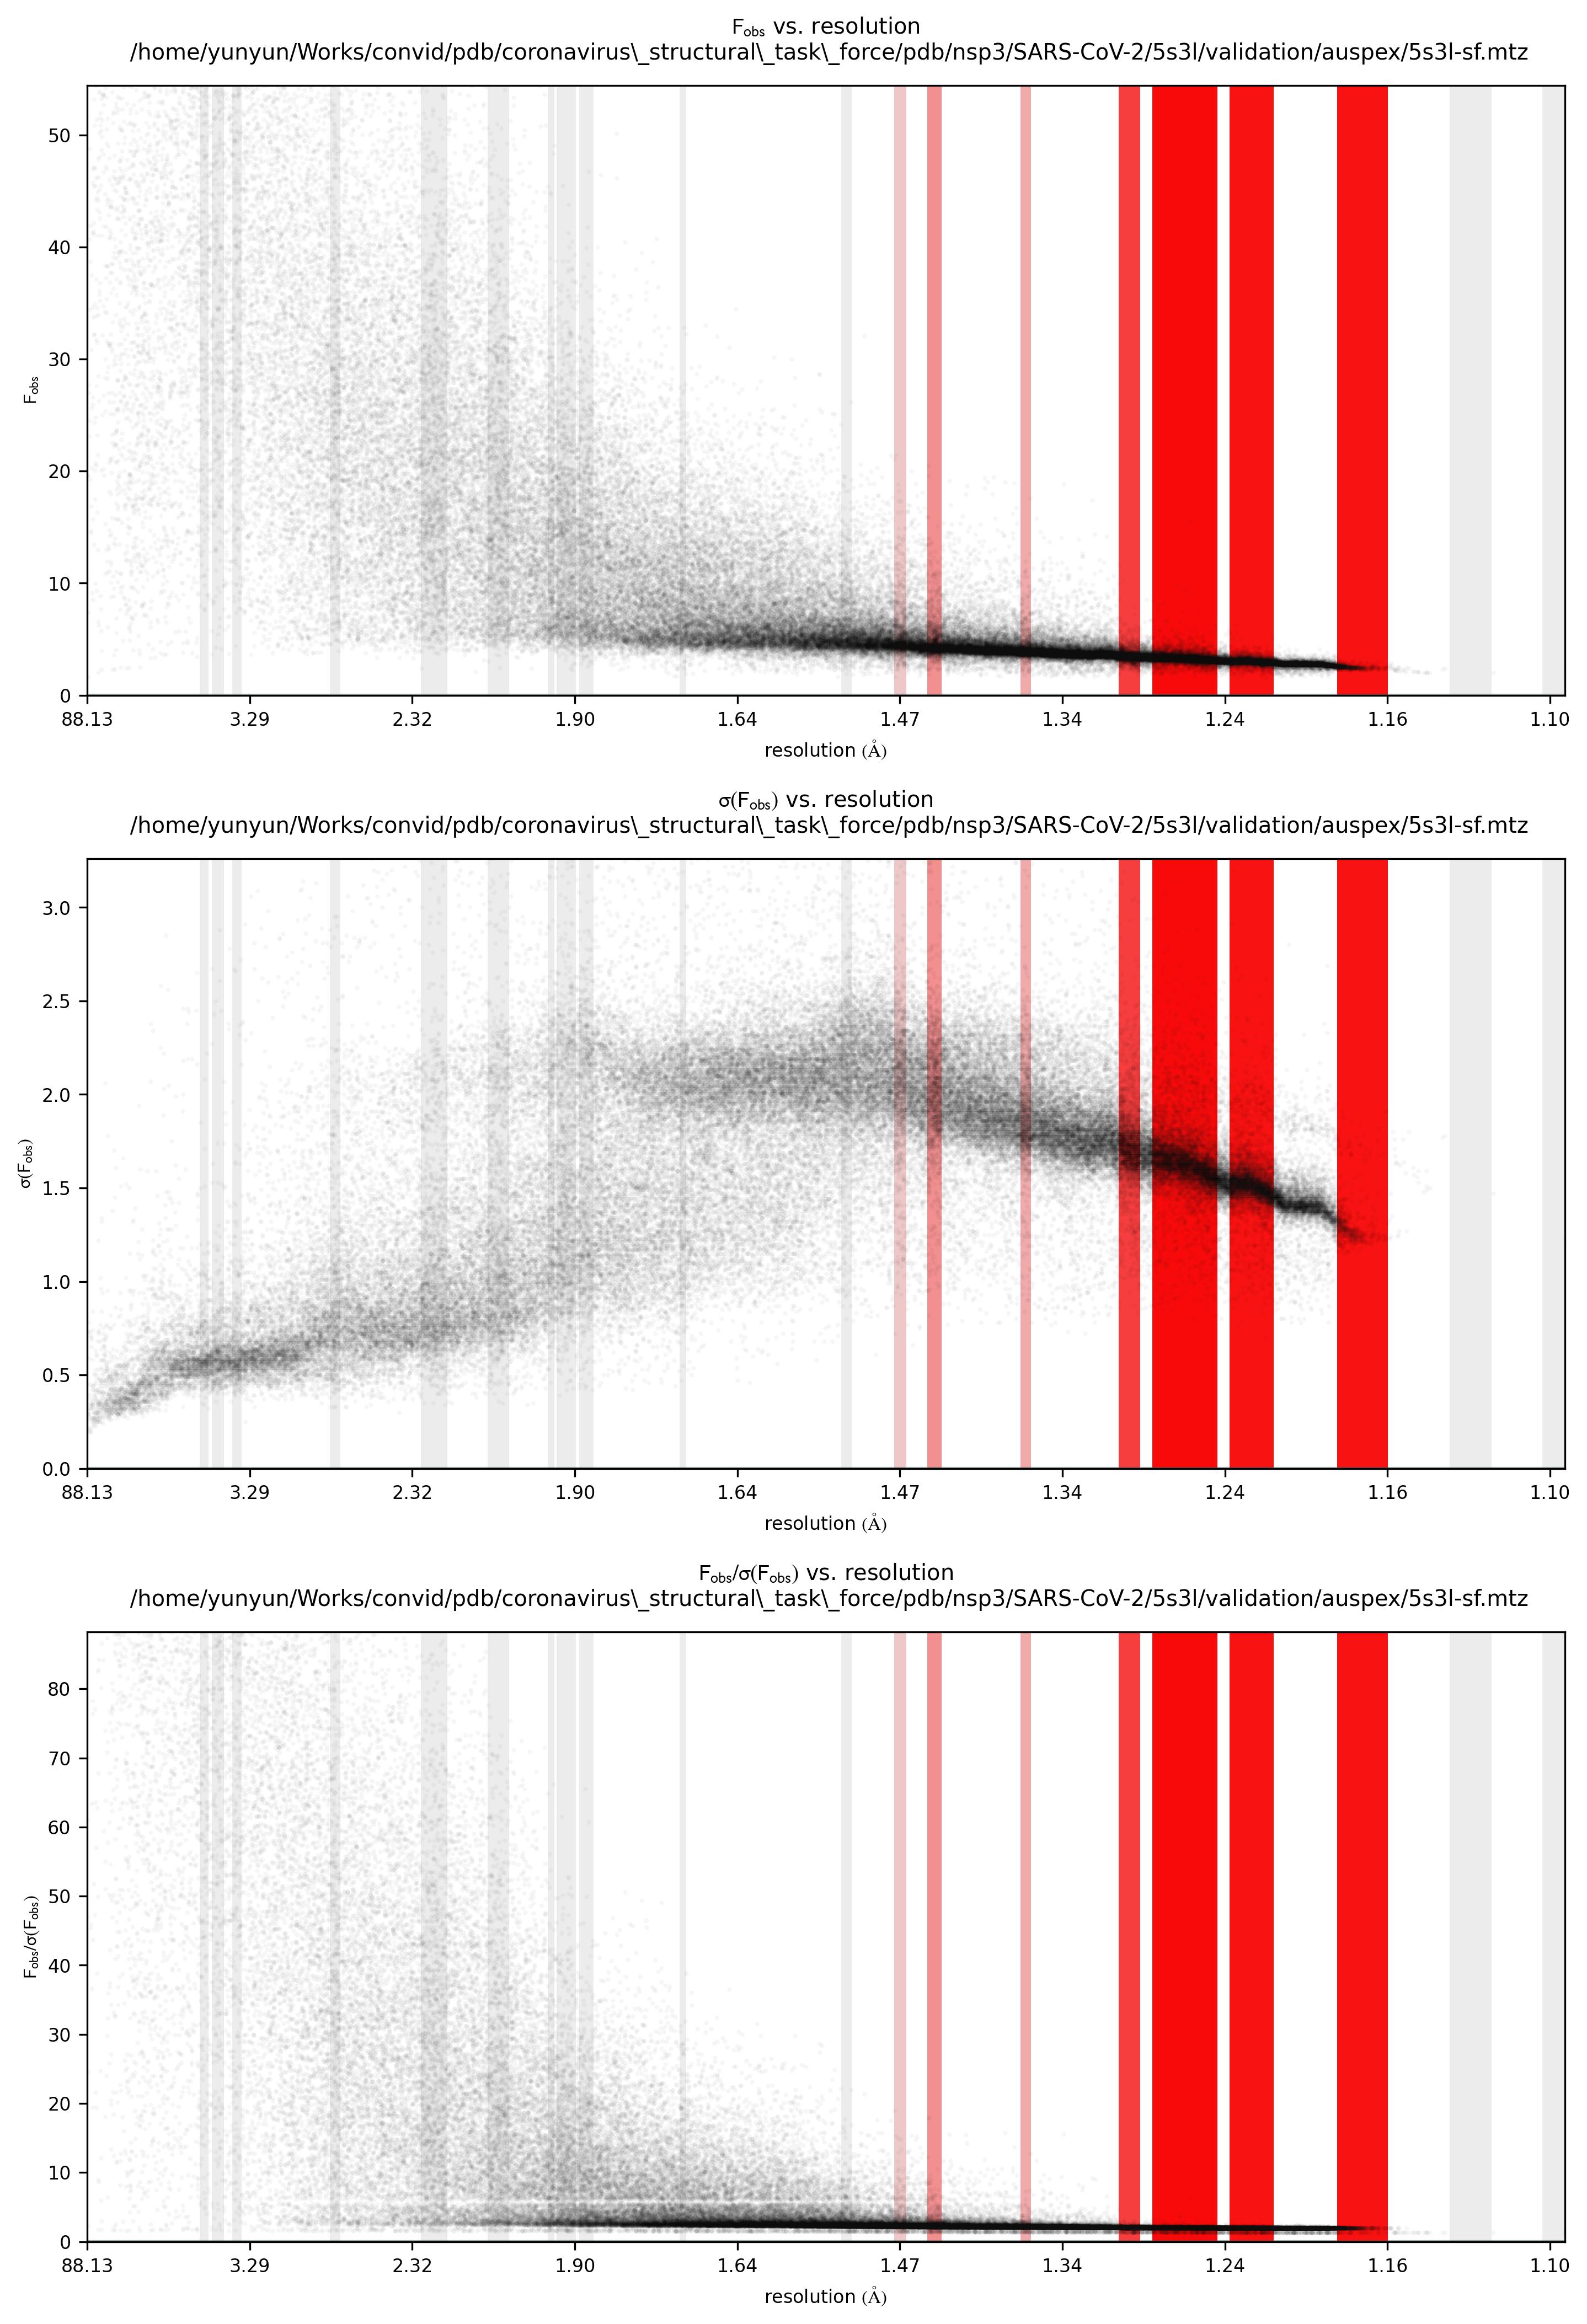 F_obs vs. resolution
/home/yunyun/Works/convid/pdb/coronavirus\_structural\_task\_force/pdb/nsp3/SARS-CoV-2/5s3l/validation/auspex/5s3l-sf.mtz
50
40
30
20
10
0
F_obs
88.13 3.29 2.32 1.90 1.64 1.47 1.34 1.24 1.16 1.10
resolution (Å)
σ(F_obs) vs. resolution
/home/yunyun/Works/convid/pdb/coronavirus\_structural\_task\_force/pdb/nsp3/SARS-CoV-2/5s3l/validation/auspex/5s3l-sf.mtz
3.0
2.5
2.0
1.5
1.0
0.5
0.0
σ(F_obs)
88.13 3.29 2.32 1.90 1.64 1.47 1.34 1.24 1.16 1.10
resolution (Å)
F_obs/σ(F_obs) vs. resolution
/home/yunyun/Works/convid/pdb/coronavirus\_structural\_task\_force/pdb/nsp3/SARS-CoV-2/5s3l/validation/auspex/5s3l-sf.mtz
80
70
60
50
40
30
20
10
0
F_obs/σ(F_obs)
88.13 3.29 2.32 1.90 1.64 1.47 1.34 1.24 1.16 1.10
resolution (Å)